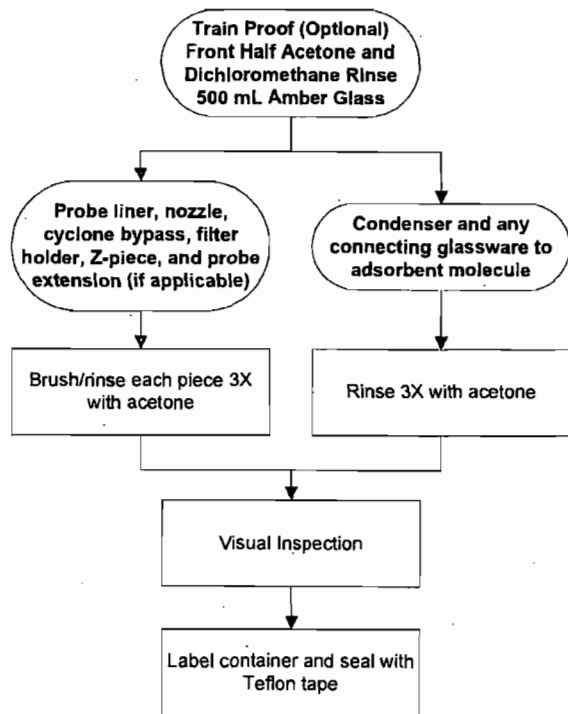 Train Proof (Optional)
Front Half Acetone and
Dichloromethane Rinse
500 mL Amber Glass
Probe liner, nozzle,
cyclone bypass, filter
holder, Z-piece, and probe
extension (if applicable)
Condenser and any
connecting glassware to
adsorbent molecule
Brush/rinse each piece 3X
with acetone
Rinse 3X with acetone
Visual Inspection
Label container and seal with
Teflon tape